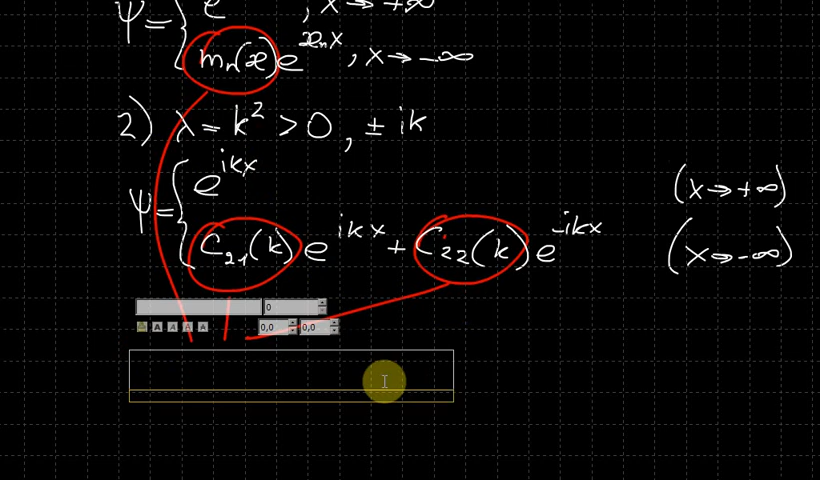 ψ = { e , x → +∞
mₙ(æ) e^{æₙx} , x → −∞
2) λ = k² > 0 , ± ik
ψ = { e^{ikx} (x → +∞)
C₂₁(k) e^{ikx} + C₂₂(k) e^{−ikx} (x → −∞)
0
0,0 0,0